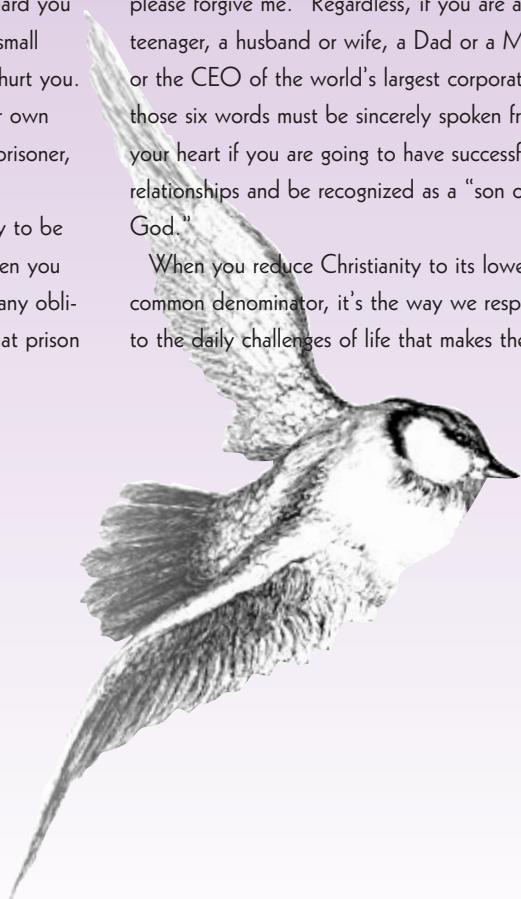 ard you
small
hurt you.
own
prisoner,
y to be
en you
any obli-
at prison
please forgive me." Regardless, if you are a
teenager, a husband or wife, a Dad or a M
or the CEO of the world's largest corporat
those six words must be sincerely spoken fr
your heart if you are going to have successf
relationships and be recognized as a "son o
God."
When you reduce Christianity to its lowe
common denominator, it's the way we resp
to the daily challenges of life that makes the